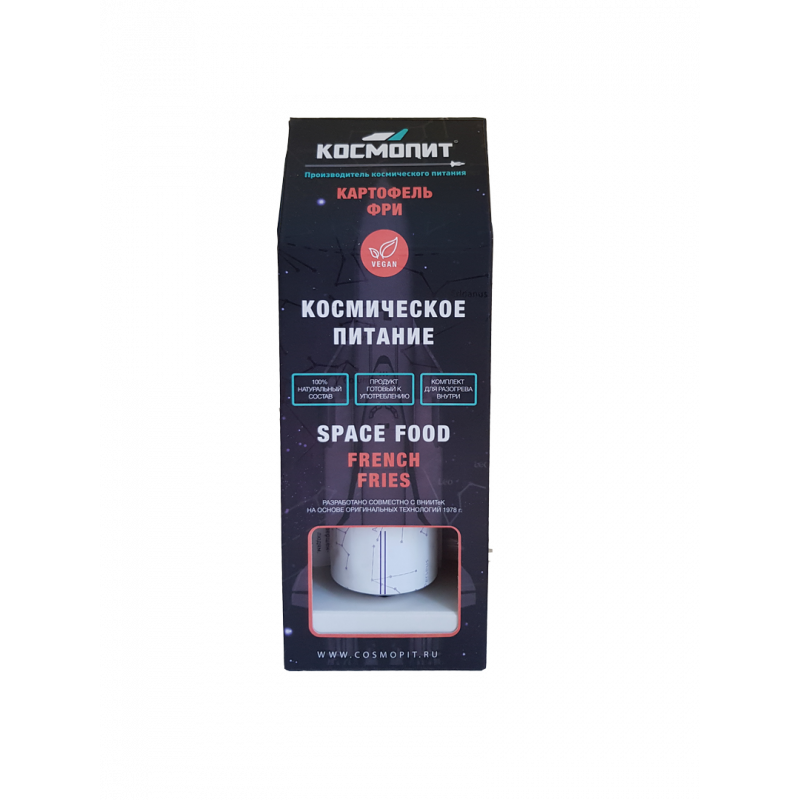 КОСМОПИТ
Производитель космического питания
КАРТОФЕЛЬ
ФРИ
VEGAN
КОСМИЧЕСКОЕ
ПИТАНИЕ
100%
НАТУРАЛЬНЫЙ
СОСТАВ
ПРОДУКТ
ГОТОВЫЙ К
УПОТРЕБЛЕНИЮ
КОМПЛЕКТ
ДЛЯ РАЗОГРЕВА
ВНУТРИ
SPACE FOOD
FRENCH
FRIES
РАЗРАБОТАНО СОВМЕСТНО С ВНИИТеК
НА ОСНОВЕ ОРИГИНАЛЬНЫХ ТЕХНОЛОГИЙ 1978 г.
WWW.COSMOPIT.RU